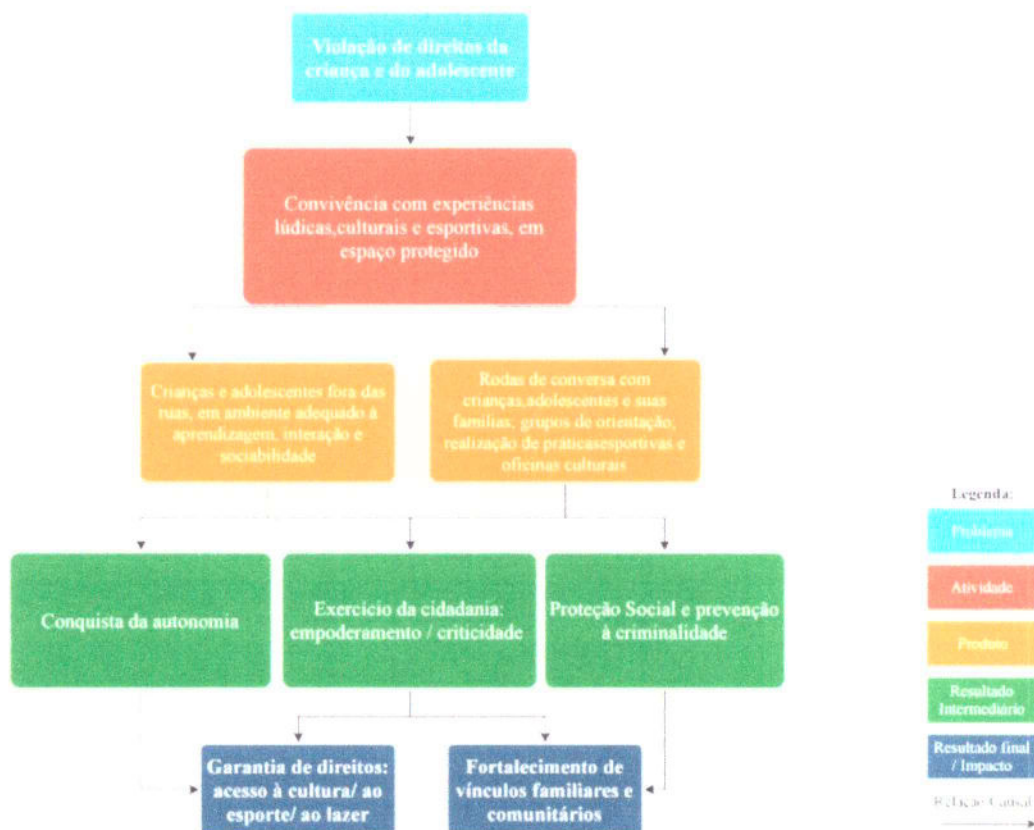 Violação de direitos da
criança e do adolescente
Convivência com experiências
lúdicas,culturais e esportivas, em
espaço protegido
Crianças e adolescentes fora das
ruas, em ambiente adequado à
aprendizagem, interação e
sociabilidade
Rodas de conversa com
crianças,adolescentes e suas
famílias, grupos de orientação,
realização de práticasesportivas e
oficinas culturais
Conquista da autonomia
Exercício da cidadania:
empoderamento / criticidade
Proteção Social e prevenção
à criminalidade
Garantia de direitos:
acesso à cultura/ ao
esporte/ ao lazer
Fortalecimento de
vínculos familiares e
comunitários
Legenda:
Problema
Atividade
Produto
Resultado
Intermediário
Resultado final
/ Impacto
Relação Causal